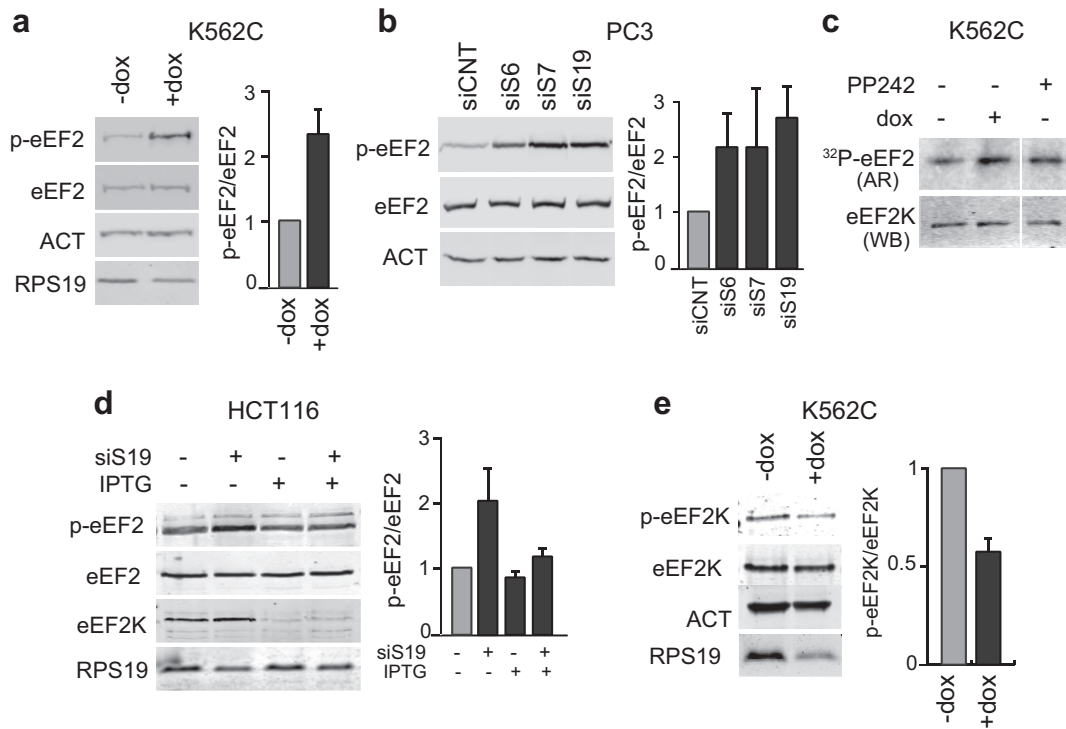 a
K562C
-dox
+dox
p-eEF2
eEF2
ACT
RPS19
p-eEF2/eEF2
3
2
1
0
-dox
+dox
b
PC3
siCNT
siS6
siS7
siS19
p-eEF2
eEF2
ACT
p-eEF2/eEF2
3
2
1
0
siCNT
siS6
siS7
siS19
c
K562C
PP242 - - +
dox - + -
32P-eEF2
(AR)
eEF2K
(WB)
d
HCT116
siS19 - + - +
IPTG - - + +
p-eEF2
eEF2
eEF2K
RPS19
p-eEF2/eEF2
3
2
1
0
siS19 - + - +
IPTG - - + +
e
K562C
-dox
+dox
p-eEF2K
eEF2K
ACT
RPS19
p-eEF2K/eEF2K
1
0.5
0
-dox
+dox